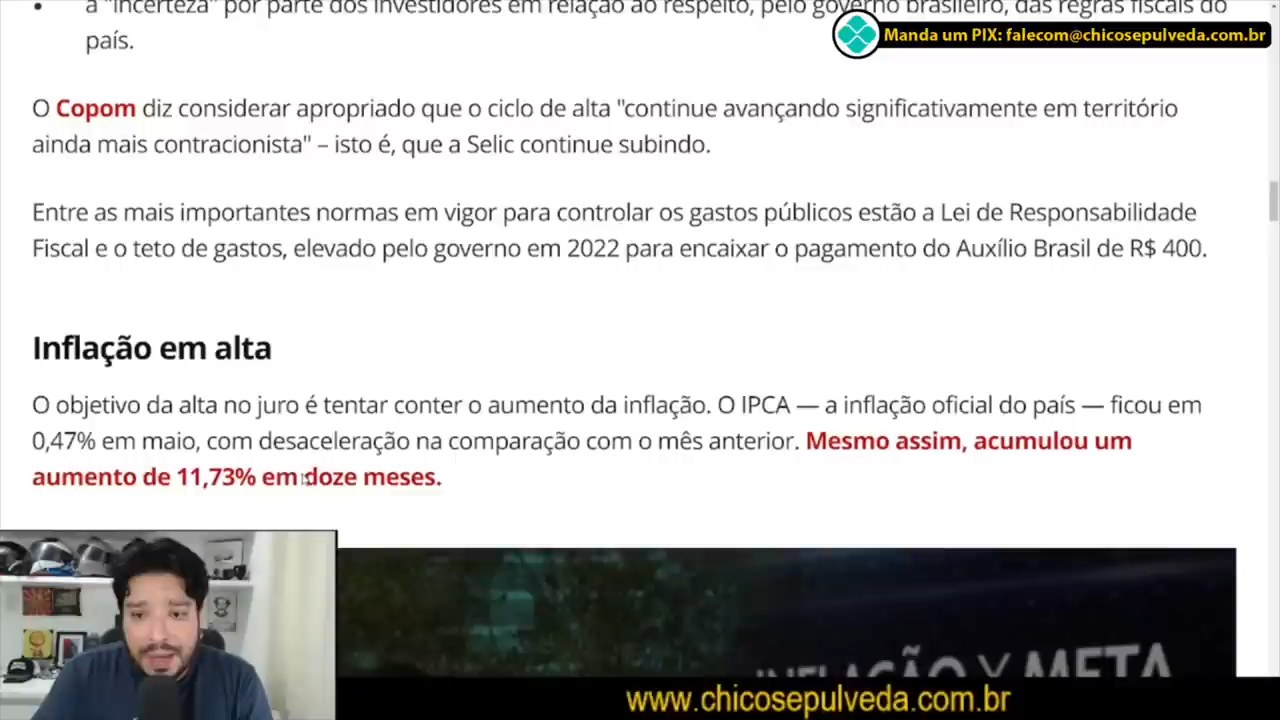 a "incerteza" por parte dos investidores em relação ao respeito, pelo governo brasileiro, das regras fiscais do
país.
Manda um PIX: falecom@chicosepulveda.com.br
O Copom diz considerar apropriado que o ciclo de alta "continue avançando significativamente em território
ainda mais contracionista" – isto é, que a Selic continue subindo.
Entre as mais importantes normas em vigor para controlar os gastos públicos estão a Lei de Responsabilidade
Fiscal e o teto de gastos, elevado pelo governo em 2022 para encaixar o pagamento do Auxílio Brasil de R$ 400.
Inflação em alta
O objetivo da alta no juro é tentar conter o aumento da inflação. O IPCA — a inflação oficial do país — ficou em
0,47% em maio, com desaceleração na comparação com o mês anterior. Mesmo assim, acumulou um
aumento de 11,73% em doze meses.
INFLAÇÃO X META
www.chicosepulveda.com.br